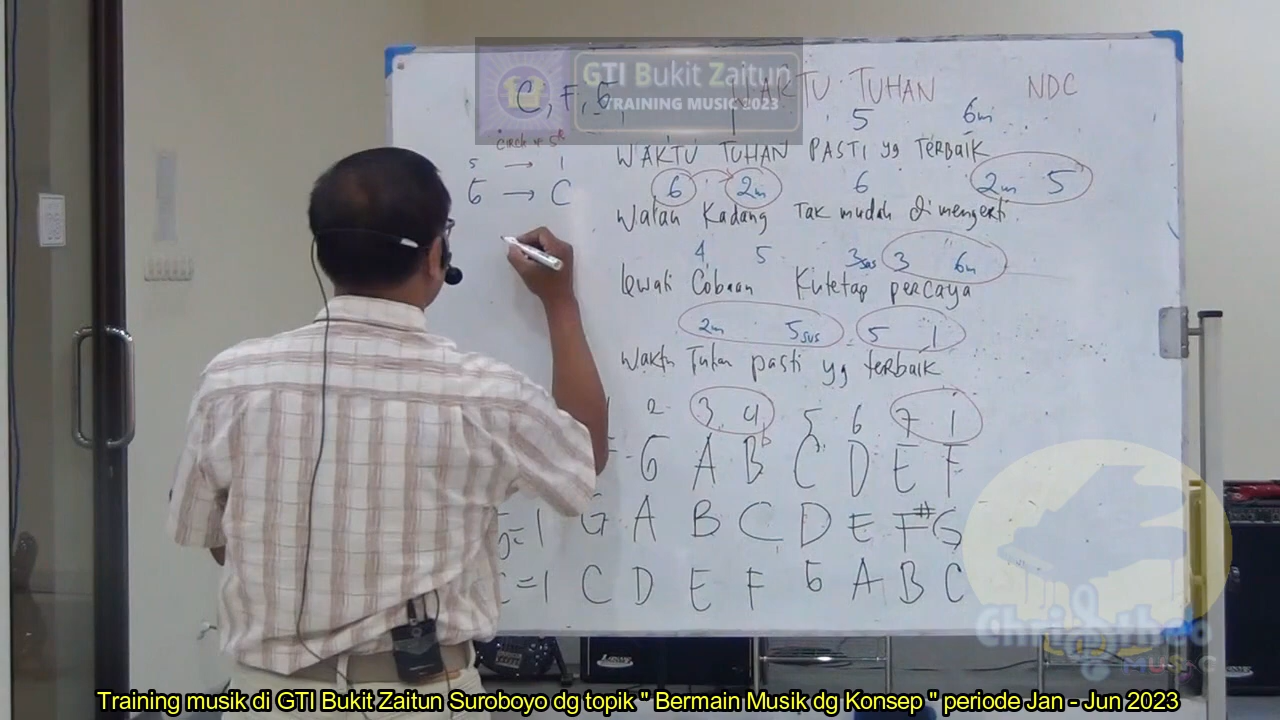 GTI Bukit Zaitun
TRAINING MUSIC 2023
C, F, G
WAKTU TUHAN NDC
5 6m
circle of 5th
WAKTU TUHAN PASTI yg TERBAIK
5 → 1
6 2m 6 2m 5
G → C
Walau Kadang Tak mudah dimengerti
4 5 3sus 3 6m
Lewati Cobaan Kutetap percaya
2m 5sus 5 1
Waktu Tuhan pasti yg terbaik
2 3 4 5 6 7 1
G A Bb C D E F
=1 G A B C D E F# G
C=1 C D E F G A B C
MUSIC
Training musik di GTI Bukit Zaitun Suroboyo dg topik " Bermain Musik dg Konsep " periode Jan - Jun 2023